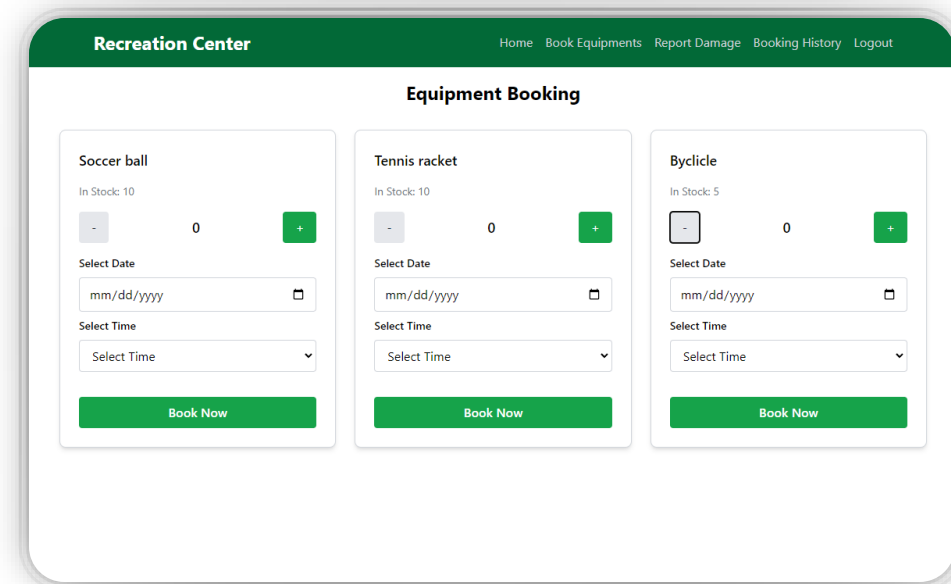 Recreation Center
Home Book Equipments Report Damage Booking History Logout
Equipment Booking
Soccer ball
In Stock: 10
- 0 +
Select Date
mm/dd/yyyy
Select Time
Select Time
Book Now
Tennis racket
In Stock: 10
- 0 +
Select Date
mm/dd/yyyy
Select Time
Select Time
Book Now
Byclicle
In Stock: 5
- 0 +
Select Date
mm/dd/yyyy
Select Time
Select Time
Book Now